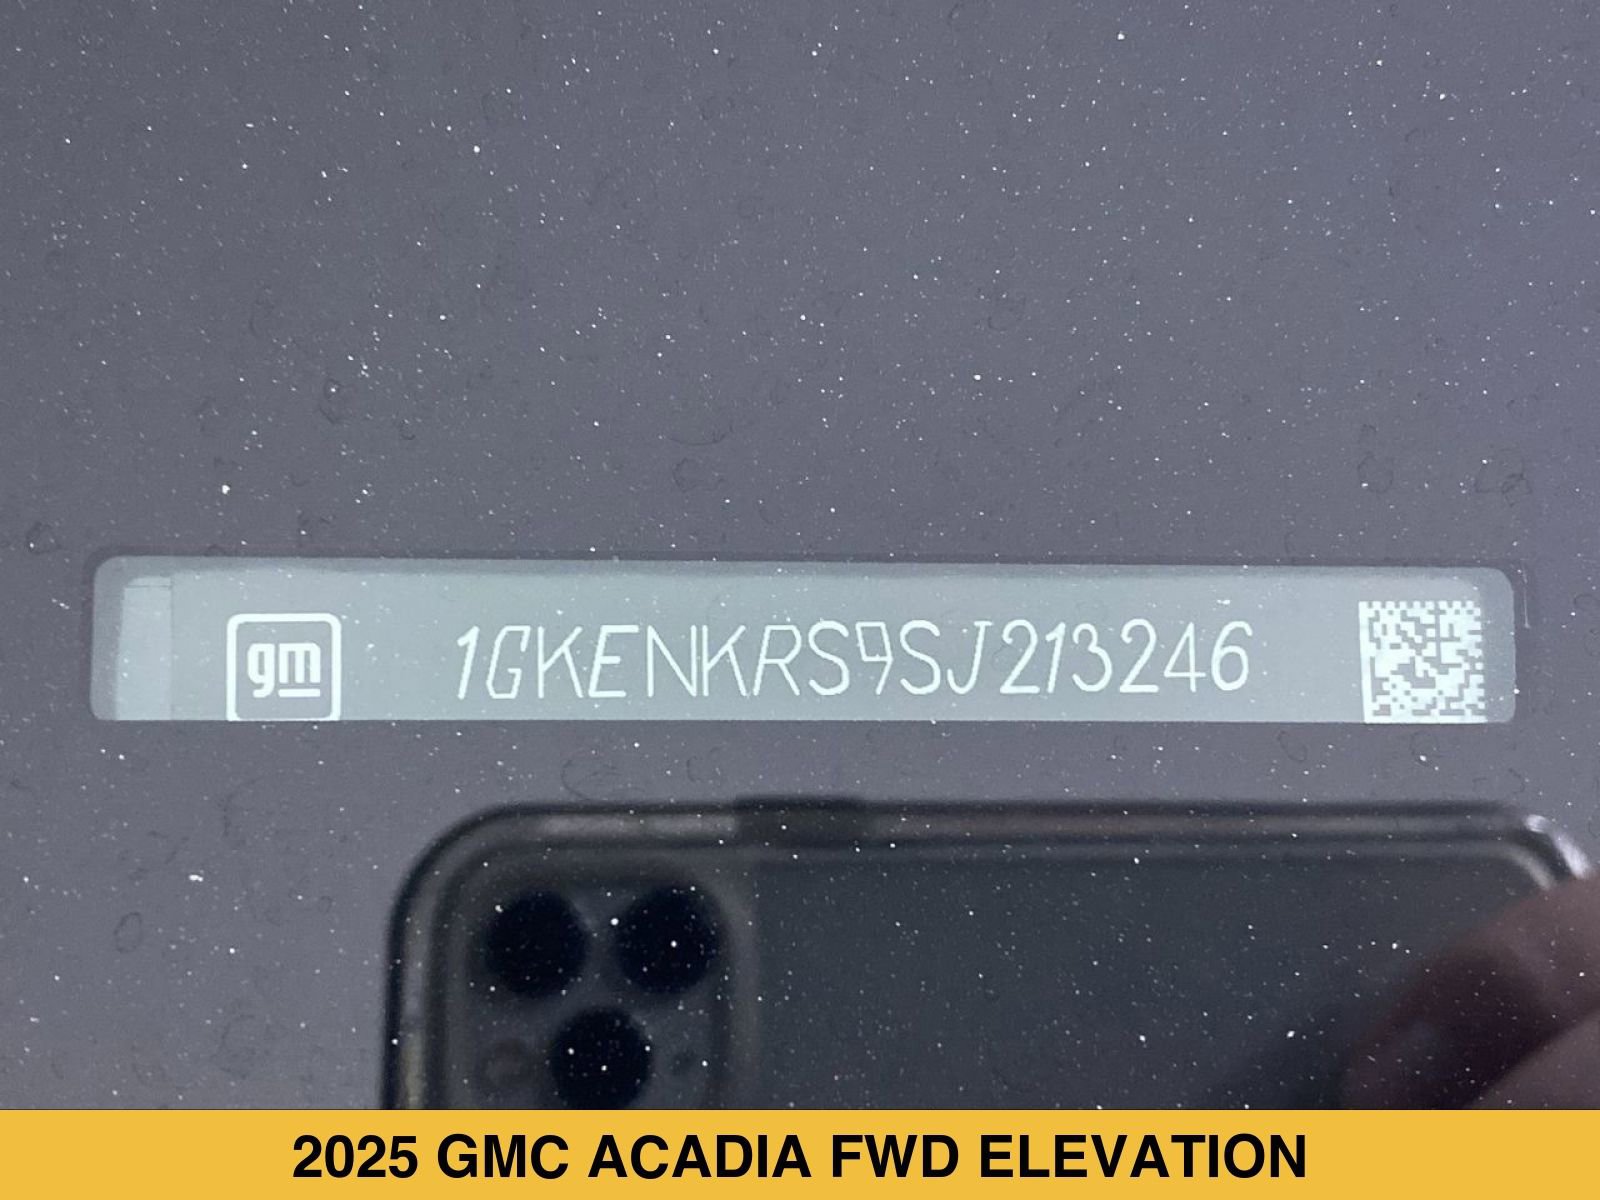 gm 1GKENKRS9SJ213246
2025 GMC ACADIA FWD ELEVATION